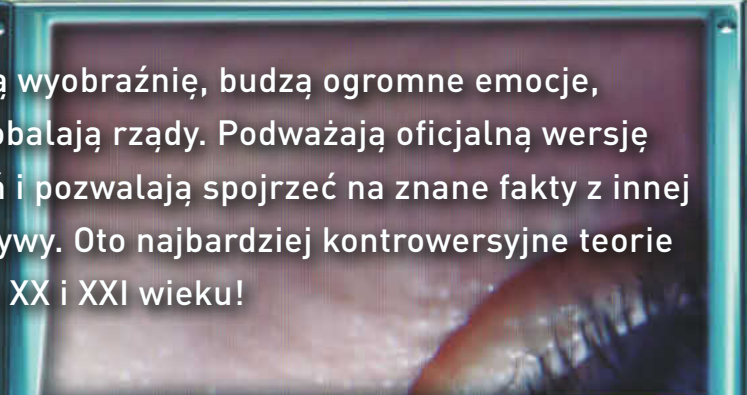 ą wyobraźnię, budzą ogromne emocje,
obalają rządy. Podważają oficjalną wersję
ń i pozwalają spojrzeć na znane fakty z innej
ywy. Oto najbardziej kontrowersyjne teorie
XX i XXI wieku!